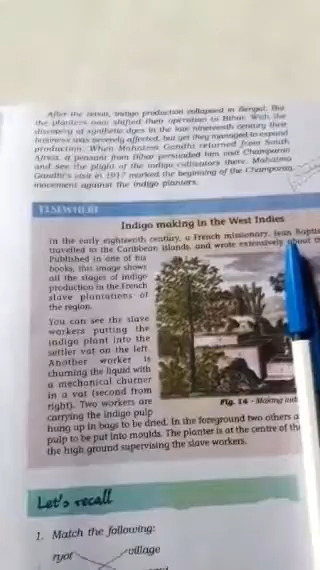 After the revolt, indigo production collapsed in Bengal. But
the planters now shifted their operation to Bihar. With the
discovery of synthetic dyes in the late nineteenth century their
business was severely affected, but yet they managed to expand
production. When Mahatma Gandhi returned from South
Africa, a peasant from Bihar persuaded him to visit Champaran
and see the plight of the indigo cultivators there. Mahatma
Gandhi's visit in 1917 marked the beginning of the Champaran
movement against the indigo planters.
ELSEWHERE
Indigo making in the West Indies
In the early eighteenth century, a French missionary, Jean Baptis
travelled to the Caribbean islands, and wrote extensively about th
Published in one of his
books, this image shows
all the stages of indigo
production in the French
slave plantations of
the region.
You can see the slave
workers putting the
indigo plant into the
settler vat on the left.
Another worker is
churning the liquid with
a mechanical churner
in a vat (second from
right). Two workers are
carrying the indigo pulp
Fig. 14 – Making ind
hung up in bags to be dried. In the foreground two others a
pulp to be put into moulds. The planter is at the centre of the
the high ground supervising the slave workers.
Let's recall
1. Match the following:
ryot village